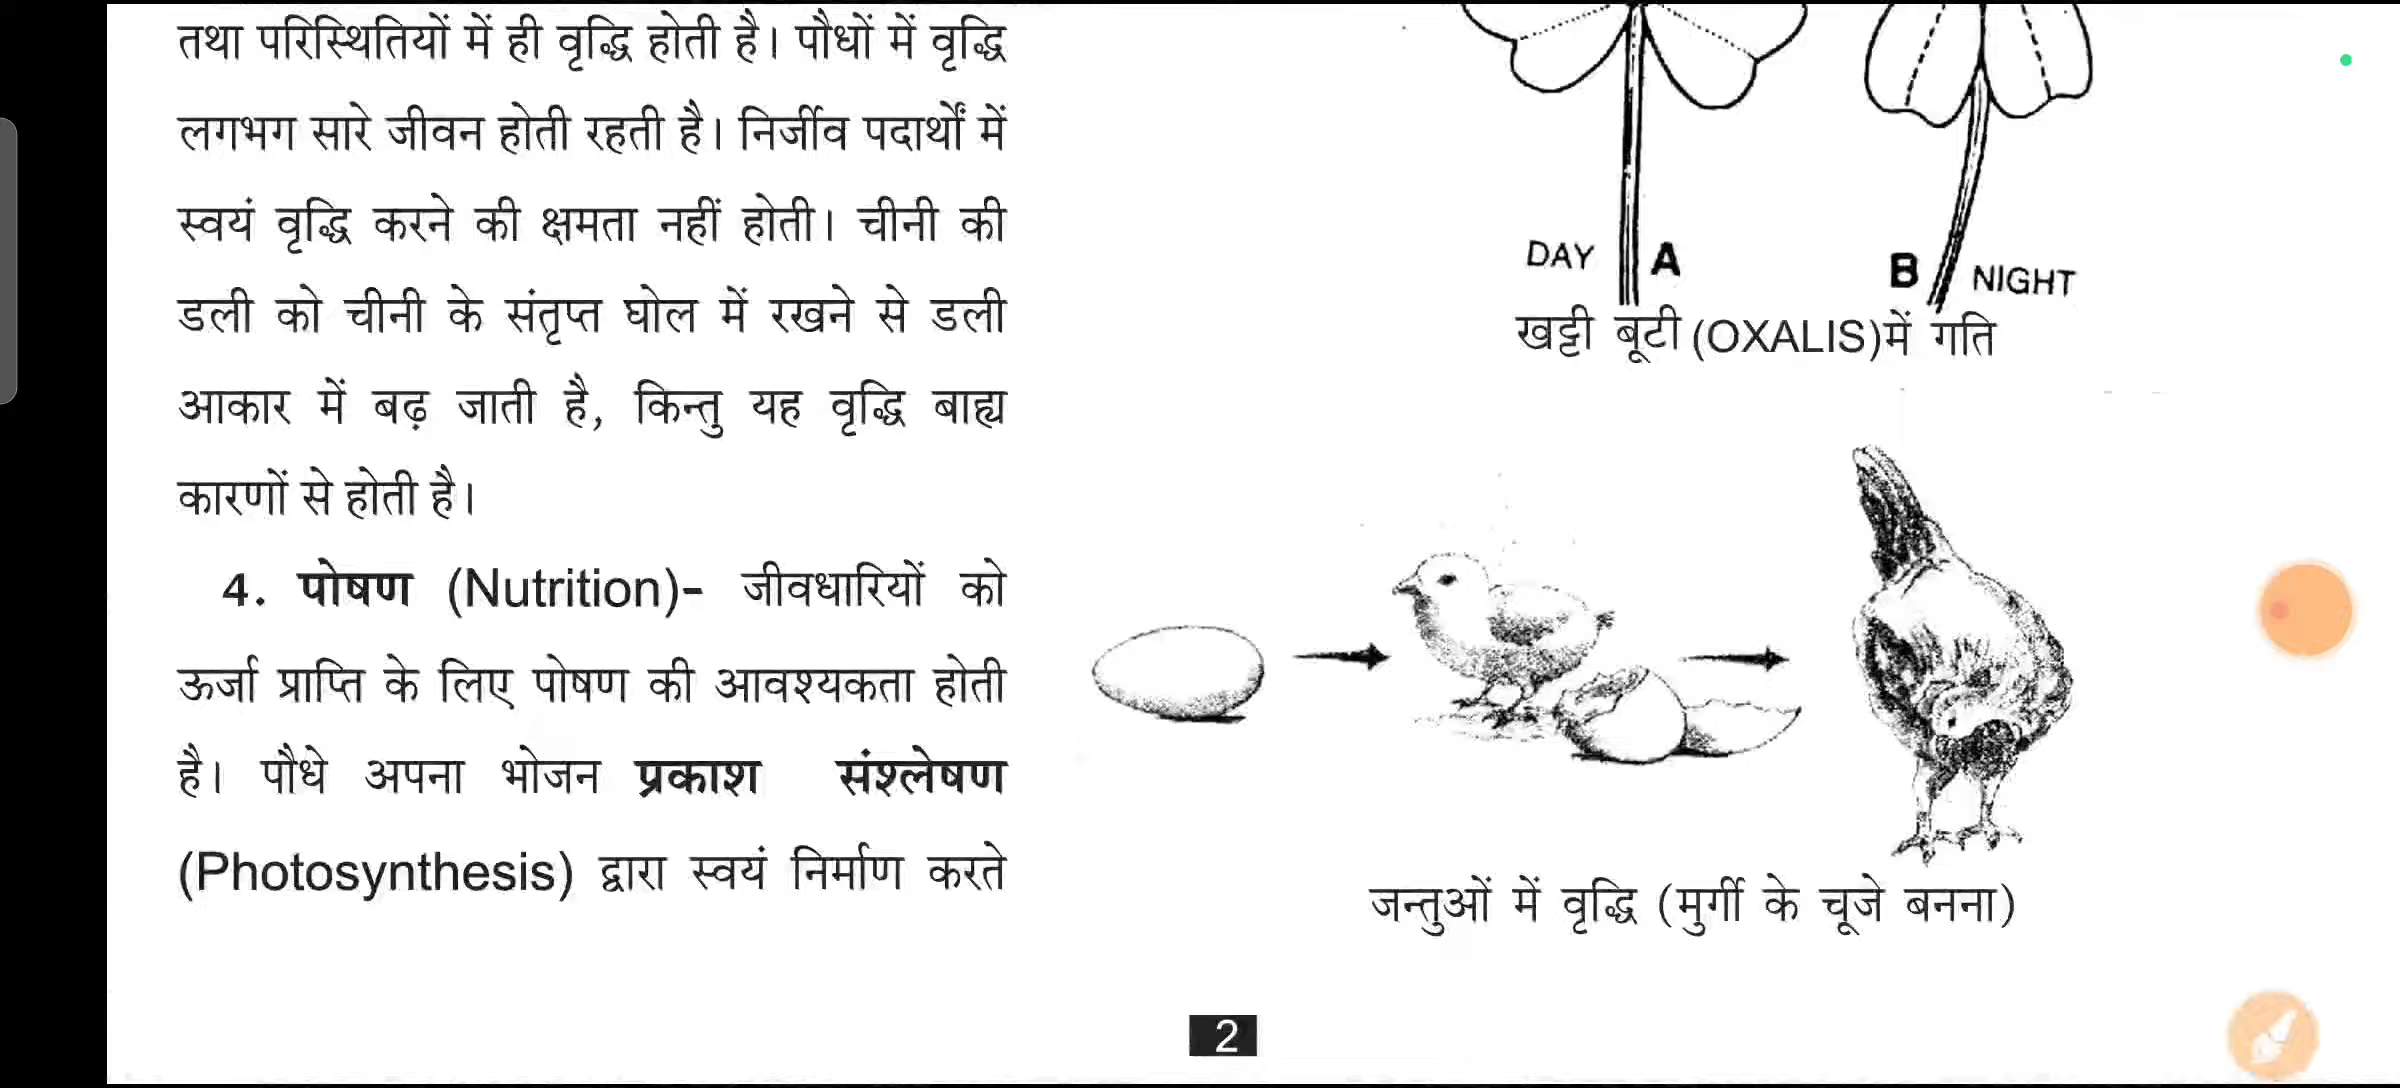 तथा परिस्थितियों में ही वृद्धि होती है। पौधों में वृद्धि
लगभग सारे जीवन होती रहती है। निर्जीव पदार्थों में
स्वयं वृद्धि करने की क्षमता नहीं होती। चीनी की
डली को चीनी के संतृप्त घोल में रखने से डली
आकार में बढ़ जाती है, किन्तु यह वृद्धि बाह्य
कारणों से होती है।
4. पोषण (Nutrition)- जीवधारियों को
ऊर्जा प्राप्ति के लिए पोषण की आवश्यकता होती
है। पौधे अपना भोजन प्रकाश संश्लेषण
(Photosynthesis) द्वारा स्वयं निर्माण करते
DAY A
B NIGHT
खट्टी बूटी (OXALIS)में गति
जन्तुओं में वृद्धि (मुर्गी के चूजे बनना)
2